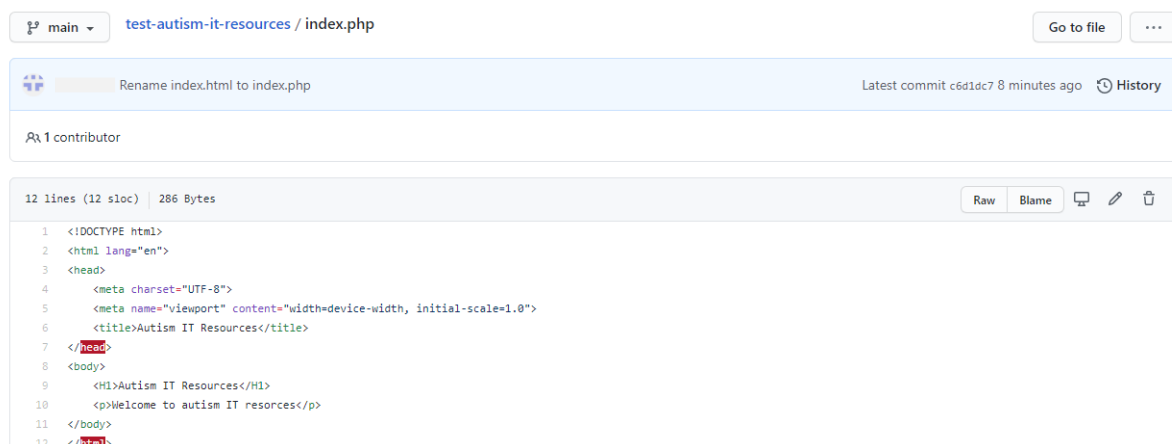 main
test-autism-it-resources / index.php
Go to file
...
Rename index.html to index.php
Latest commit c6d1dc7 8 minutes ago
History
1 contributor
12 lines (12 sloc)
286 Bytes
Raw
Blame
1 <!DOCTYPE html>
2 <html lang="en">
3 <head>
4 <meta charset="UTF-8">
5 <meta name="viewport" content="width=device-width, initial-scale=1.0">
6 <title>Autism IT Resources</title>
7 </head>
8 <body>
9 <H1>Autism IT Resources</H1>
10 <p>Welcome to autism IT resorces</p>
11 </body>
12 </html>